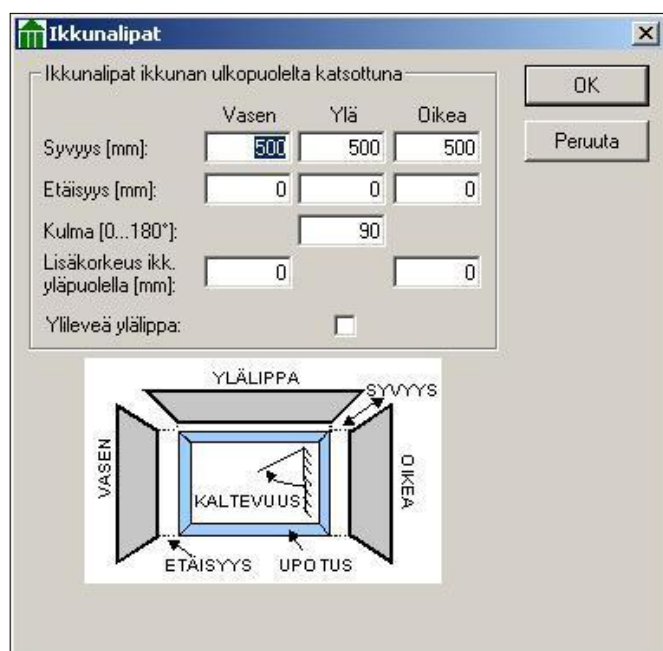 Ikkunalipat
Ikkunalipat ikkunan ulkopuolelta katsottuna
OK
Peruuta
Vasen Ylä Oikea
Syvyys [mm]: 500 500 500
Etäisyys [mm]: 0 0 0
Kulma [0...180°]: 90
Lisäkorkeus ikk.
yläpuolella [mm]: 0 0
Ylileveä ylälippa:
YLÄLIPPA
SYVYYS
VASEN
OIKEA
KALTEVUUS
ETÄISYYS UPOTUS